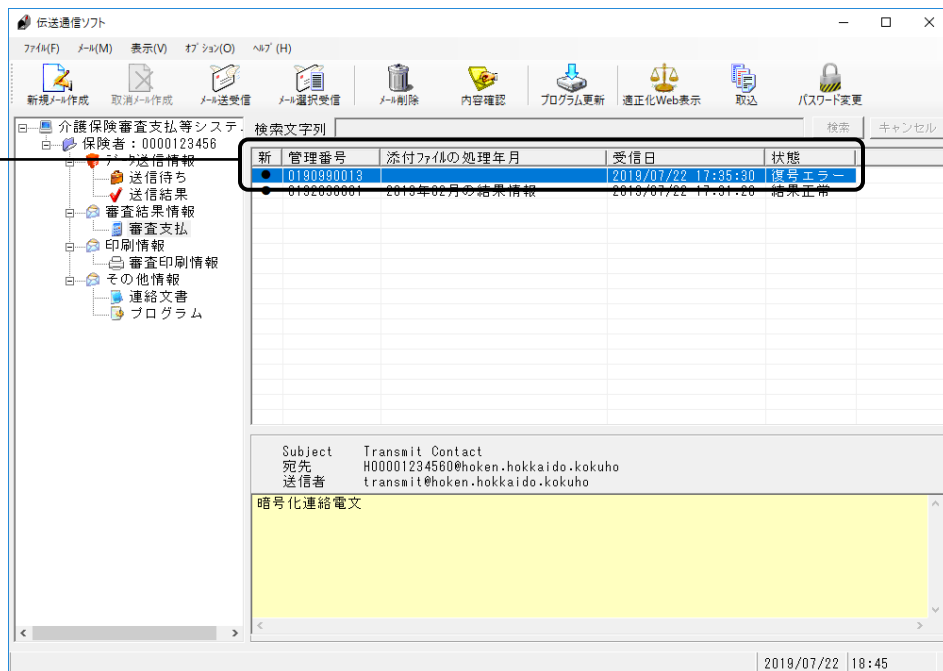 伝送通信ソフト
ファイル(F) メール(M) 表示(V) オプション(O) ヘルプ(H)
新規メール作成 取消メール作成 メール送受信 メール選択受信 メール削除 内容確認 プログラム更新 適正化Web表示 取込 パスワード変更
介護保険審査支払等システ.
検索文字列 検索 キャンセル
保険者：0000123456
データ送信情報
送信待ち
送信結果
審査結果情報
審査支払
印刷情報
審査印刷情報
その他情報
連絡文書
プログラム
新 管理番号 添付ファイルの処理年月 受信日 状態
● 0190990013 2019/07/22 17:35:30 復号エラー
● 2019年02月の結果情報 2019/07/22 17:31:20 結果正常
Subject Transmit Contact
宛先 H00001234560@hoken.hokkaido.kokuho
送信者 transmit@hoken.hokkaido.kokuho
暗号化連絡電文
2019/07/22 18:45